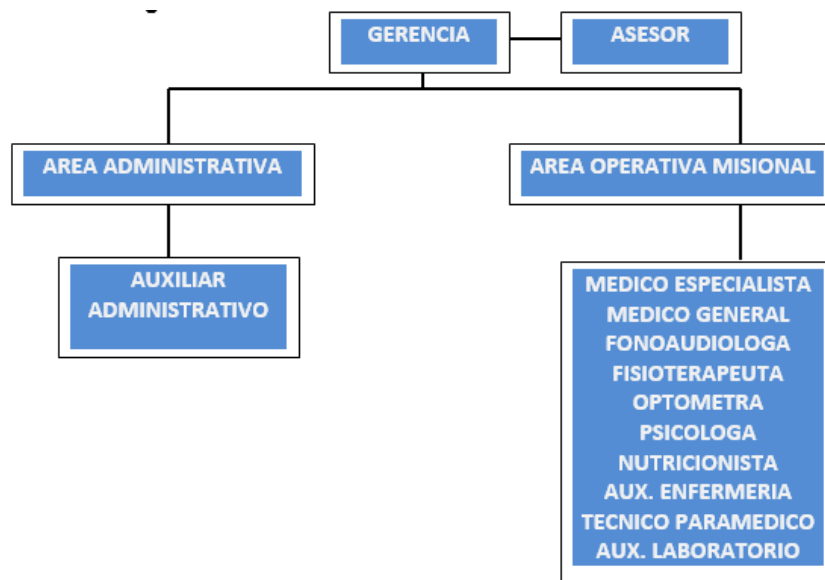 GERENCIA
ASESOR
AREA ADMINISTRATIVA
AREA OPERATIVA MISIONAL
AUXILIAR
ADMINISTRATIVO
MEDICO ESPECIALISTA
MEDICO GENERAL
FONOAUDIOLOGA
FISIOTERAPEUTA
OPTOMETRA
PSICOLOGA
NUTRICIONISTA
AUX. ENFERMERIA
TECNICO PARAMEDICO
AUX. LABORATORIO